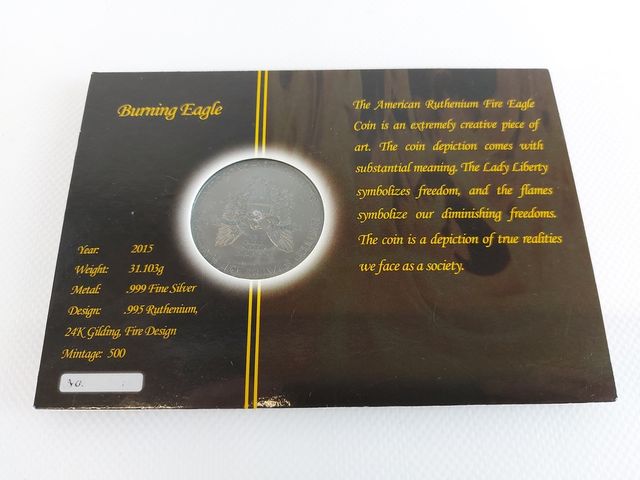 Burning Eagle
Year: 2015
Weight: 31.103g
Metal: .999 Fine Silver
Design: .995 Ruthenium,
24K Gilding, Fire Design
Mintage: 500
No.
The American Ruthenium Fire Eagle
Coin is an extremely creative piece of
art. The coin depiction comes with
substantial meaning. The Lady Liberty
symbolizes freedom, and the flames
symbolize our diminishing freedoms.
The coin is a depiction of true realities
we face as a society.